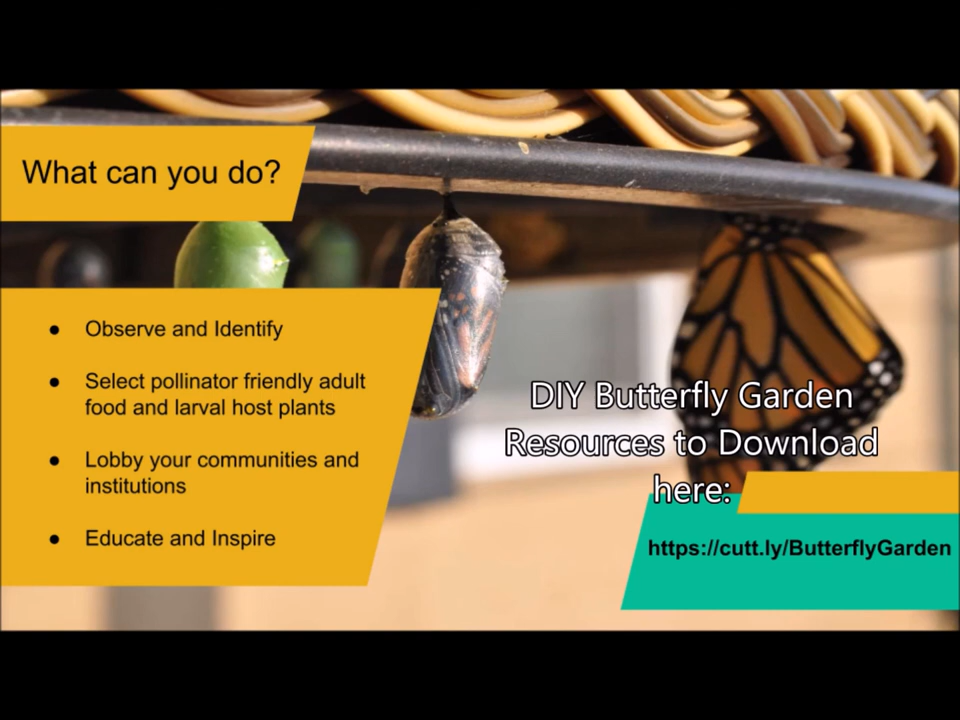 What can you do?
● Observe and Identify
● Select pollinator friendly adult
food and larval host plants
● Lobby your communities and
institutions
● Educate and Inspire
DIY Butterfly Garden
Resources to Download
here:
https://cutt.ly/ButterflyGarden